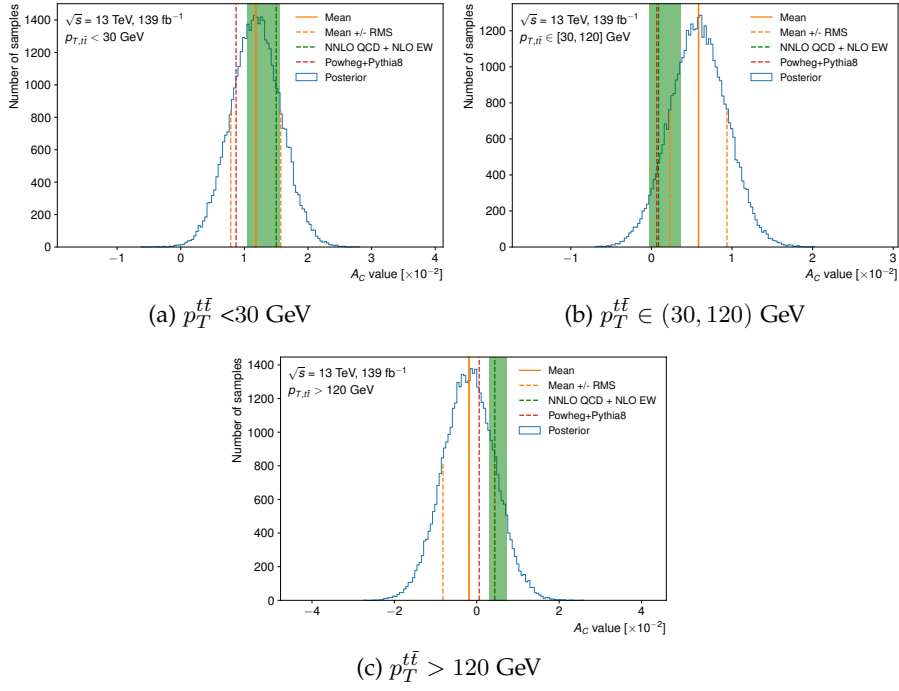 √s = 13 TeV, 139 fb⁻¹
p_{T,tt̄} < 30 GeV
Mean
Mean +/- RMS
NNLO QCD + NLO EW
Powheg+Pythia8
Posterior
Number of samples
1400
1200
1000
800
600
400
200
0
−1 0 1 2 3 4
A_C value [×10⁻²]
(a) p_T^{tt̄} <30 GeV
√s = 13 TeV, 139 fb⁻¹
p_{T,tt̄} ∈ [30, 120] GeV
Mean
Mean +/- RMS
NNLO QCD + NLO EW
Powheg+Pythia8
Posterior
Number of samples
1200
1000
800
600
400
200
0
−1 0 1 2 3
A_C value [×10⁻²]
(b) p_T^{tt̄} ∈ (30, 120) GeV
√s = 13 TeV, 139 fb⁻¹
p_{T,tt̄} > 120 GeV
Mean
Mean +/- RMS
NNLO QCD + NLO EW
Powheg+Pythia8
Posterior
Number of samples
1400
1200
1000
800
600
400
200
0
−4 −2 0 2 4
A_C value [×10⁻²]
(c) p_T^{tt̄} > 120 GeV